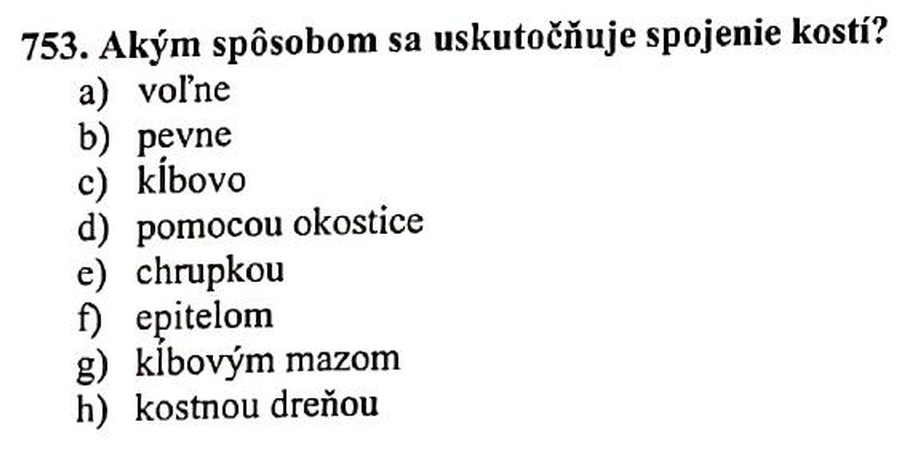 753. Akým spôsobom sa uskutočňuje spojenie kostí?
a) voľne
b) pevne
c) kĺbovo
d) pomocou okostice
e) chrupkou
f) epitelom
g) kĺbovým mazom
h) kostnou dreňou